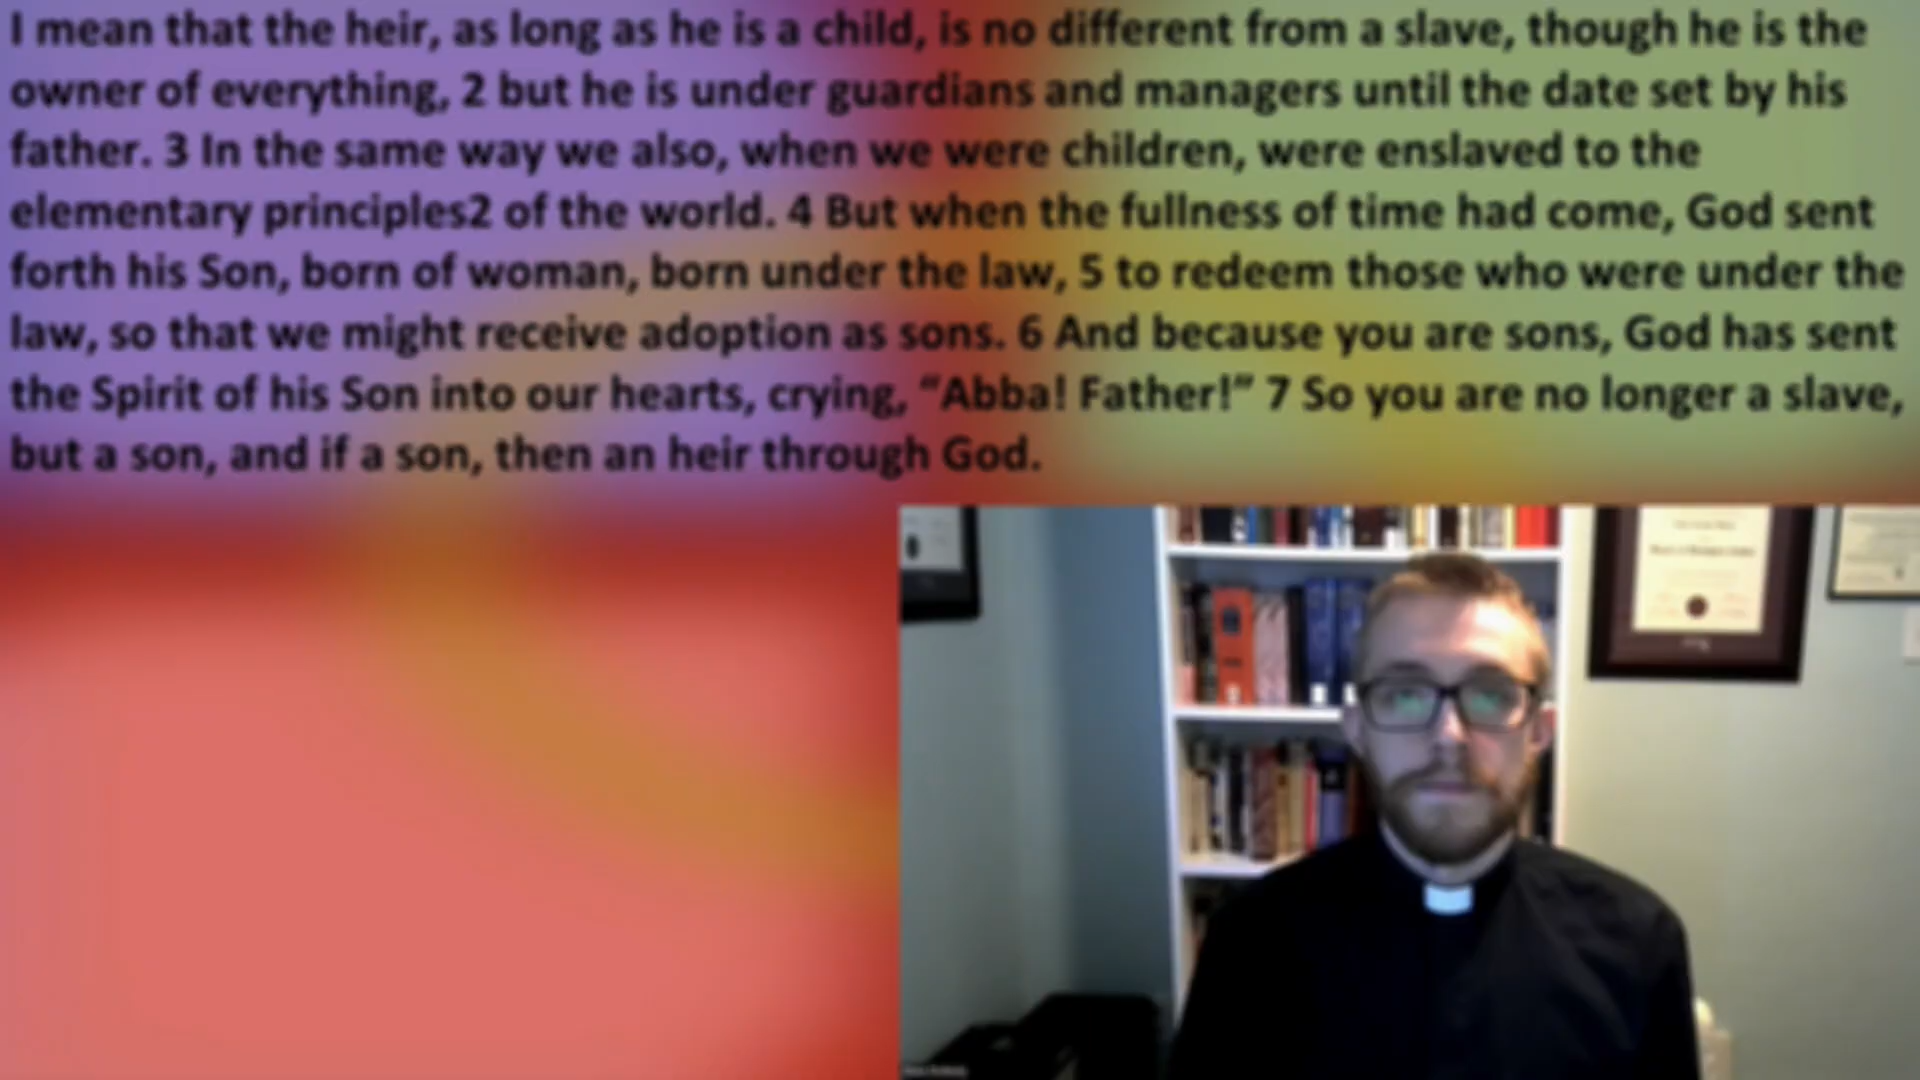 I mean that the heir, as long as he is a child, is no different from a slave, though he is the
owner of everything, 2 but he is under guardians and managers until the date set by his
father. 3 In the same way we also, when we were children, were enslaved to the
elementary principles2 of the world. 4 But when the fullness of time had come, God sent
forth his Son, born of woman, born under the law, 5 to redeem those who were under the
law, so that we might receive adoption as sons. 6 And because you are sons, God has sent
the Spirit of his Son into our hearts, crying, “Abba! Father!” 7 So you are no longer a slave,
but a son, and if a son, then an heir through God.